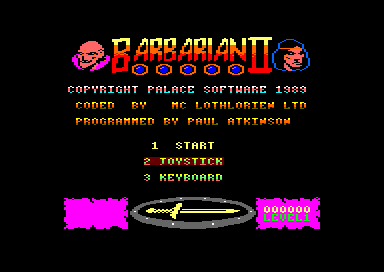 BARBARIAN II
COPYRIGHT PALACE SOFTWARE 1989
CODED BY MC LOTHLORIEN LTD
PROGRAMMED BY PAUL ATKINSON
1 START
2 JOYSTICK
3 KEYBOARD
000000
LEVEL1